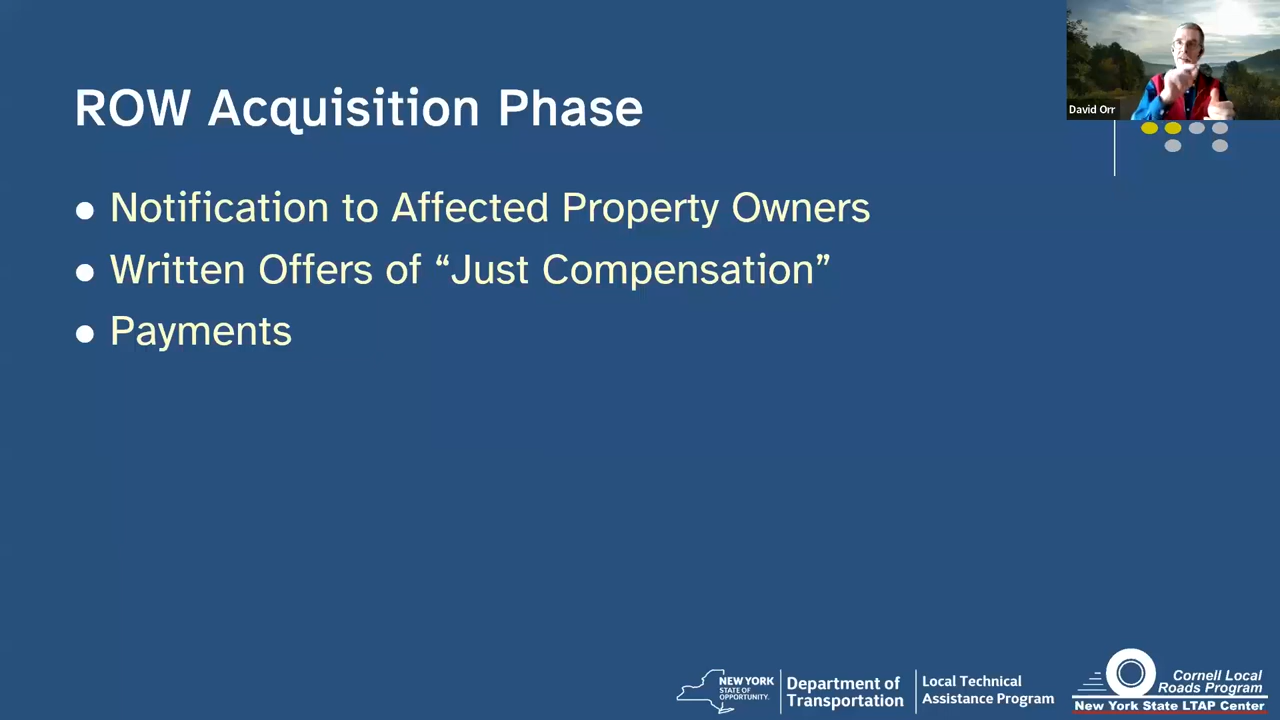 David Orr
ROW Acquisition Phase
Notification to Affected Property Owners
Written Offers of “Just Compensation”
Payments
NEW YORK
STATE OF
OPPORTUNITY.
Department of
Transportation
Local Technical
Assistance Program
Cornell Local
Roads Program
New York State LTAP Center